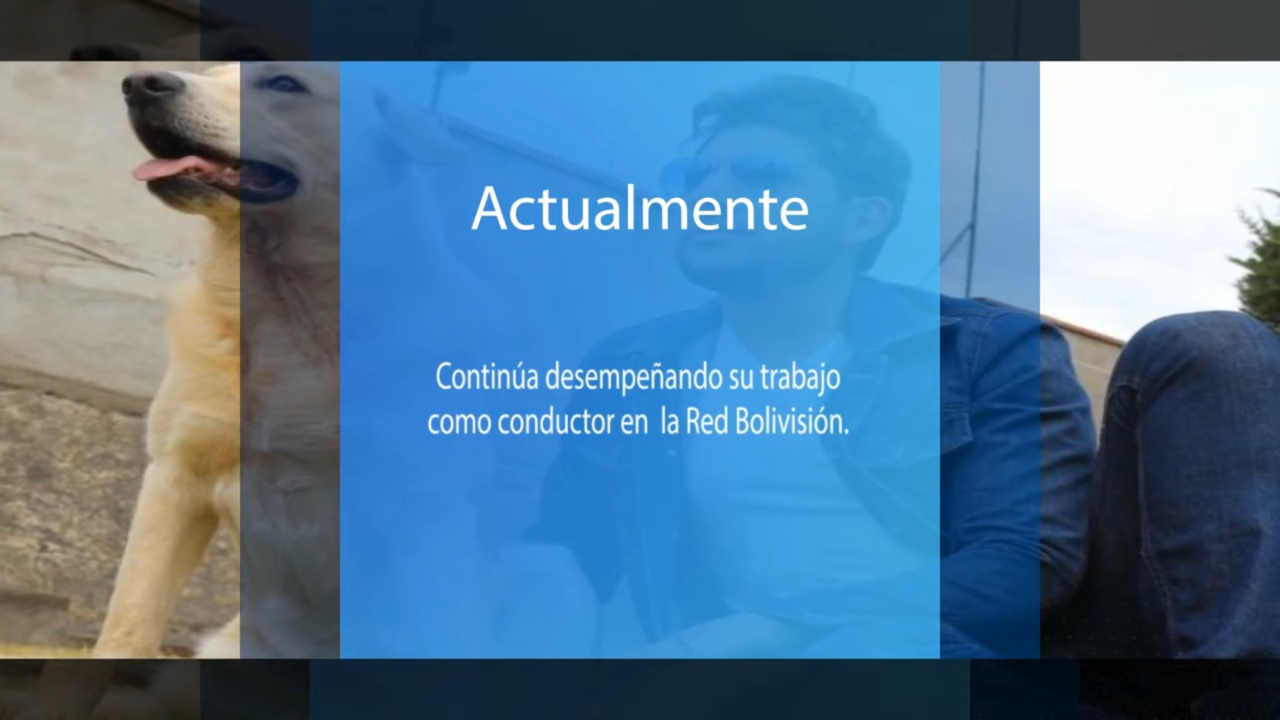 Actualmente
Continúa desempeñando su trabajo
como conductor en la Red Bolivisión.